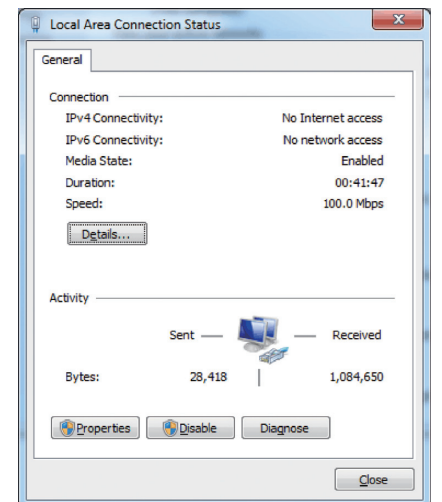 Local Area Connection Status
General
Connection
IPv4 Connectivity: No Internet access
IPv6 Connectivity: No network access
Media State: Enabled
Duration: 00:41:47
Speed: 100.0 Mbps
Details...
Activity
Sent Received
Bytes: 28,418 1,084,650
Properties Disable Diagnose
Close